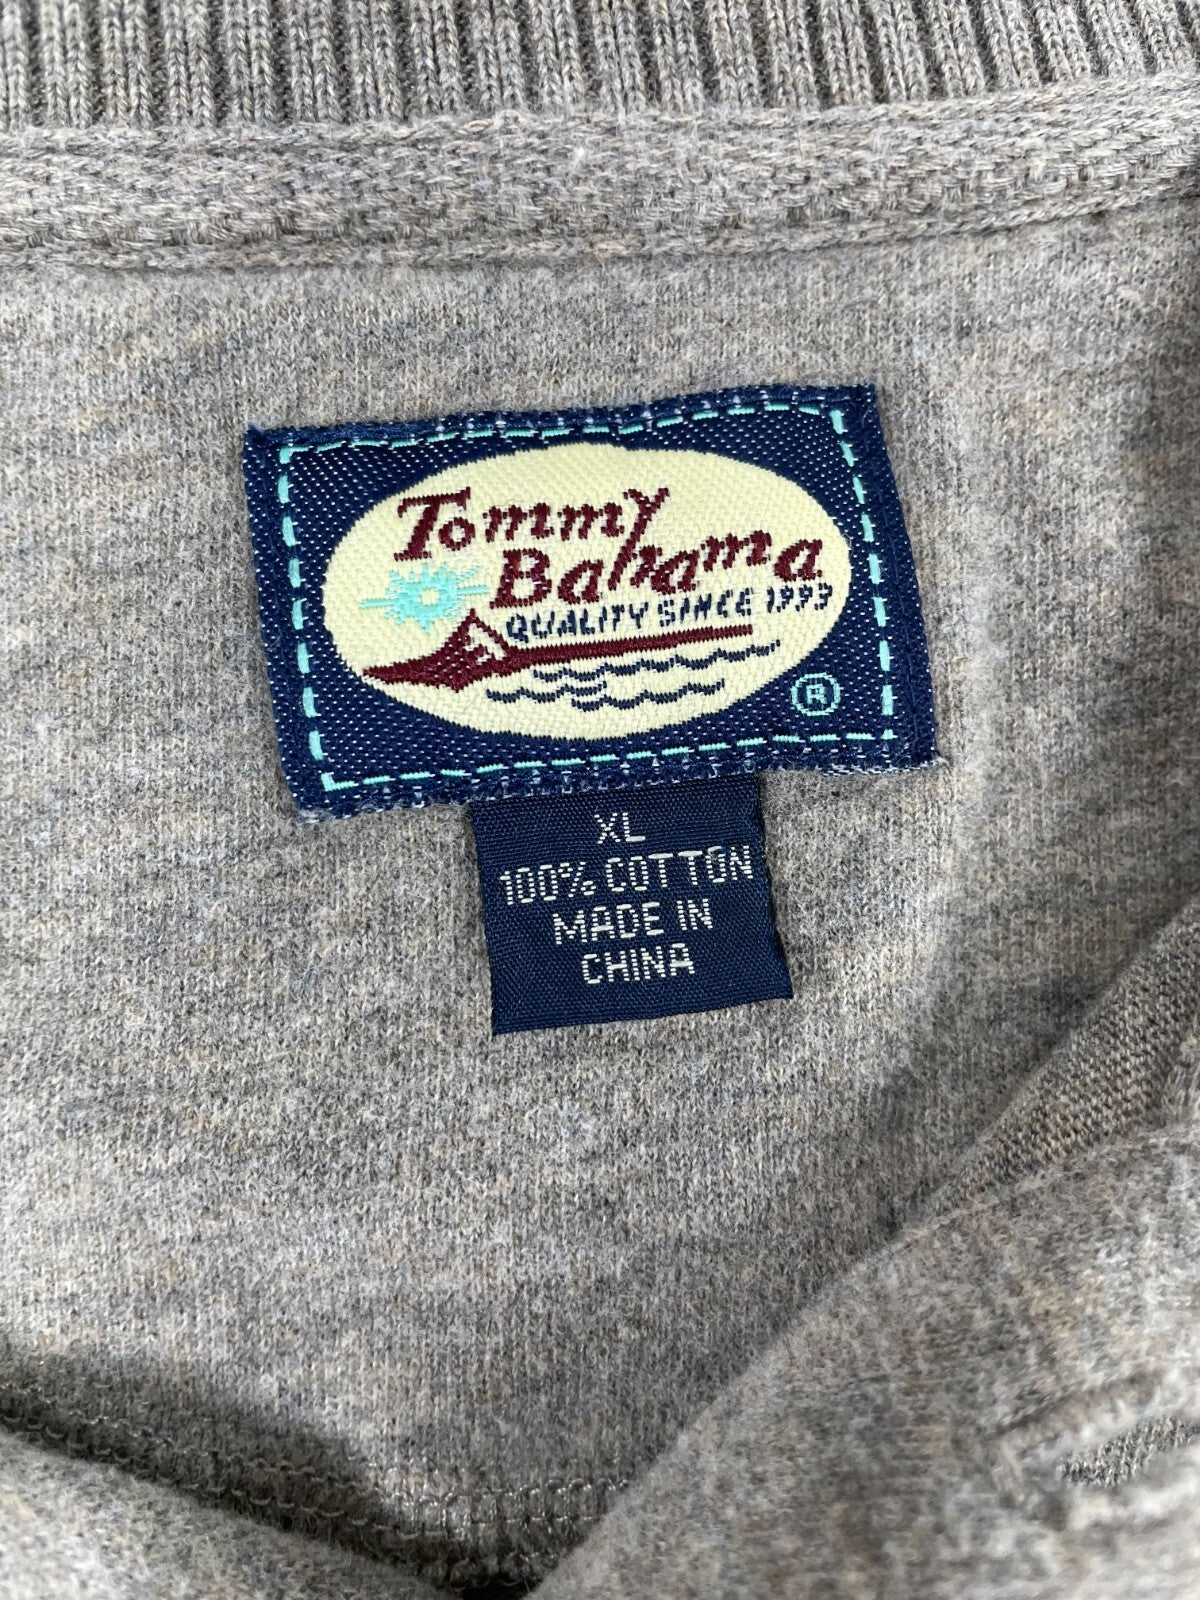 Tommy
Bahama
QUALITY SINCE 1993
®
XL
100% COTTON
MADE IN
CHINA